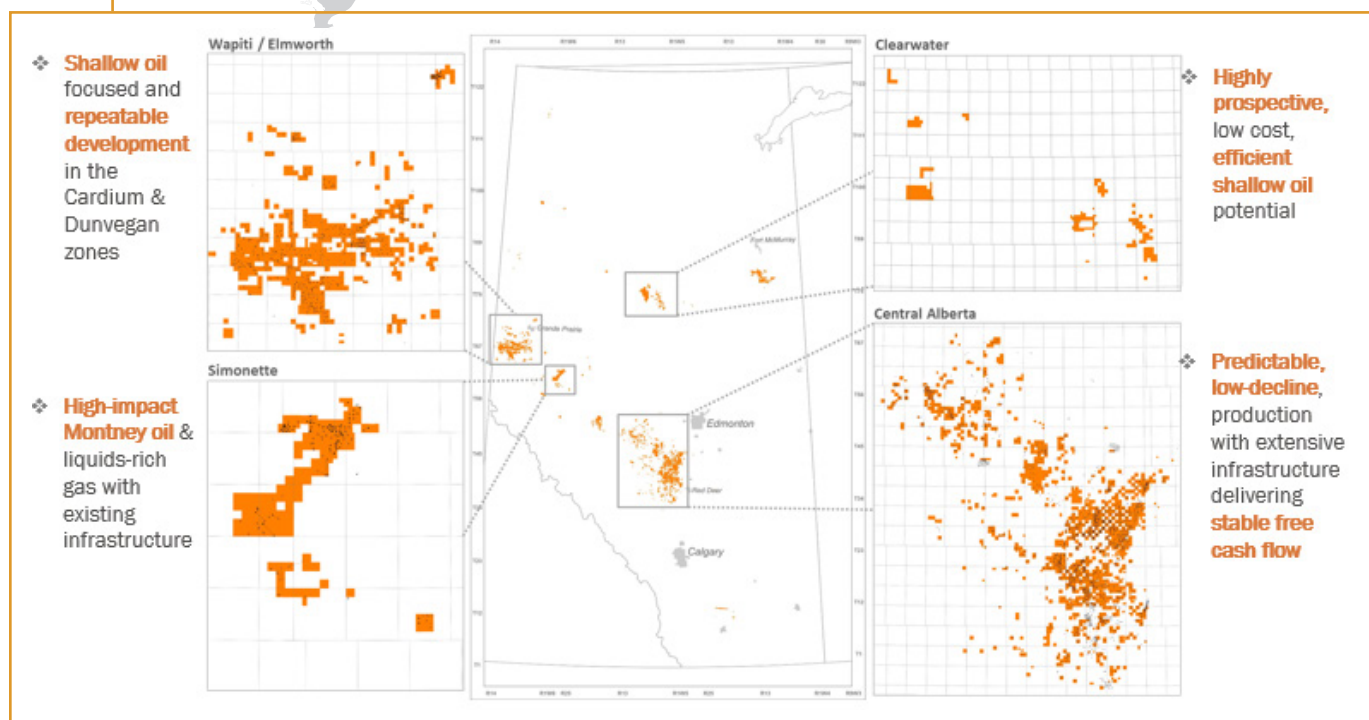 Wapiti / Elmworth
❖ Shallow oil
focused and
repeatable
development
in the
Cardium &
Dunvegan
zones
Simonette
❖ High-impact
Montney oil &
liquids-rich
gas with
existing
infrastructure
Fort McMurray
Grande Prairie
Edmonton
Red Deer
Calgary
Clearwater
❖ Highly
prospective,
low cost,
efficient
shallow oil
potential
Central Alberta
❖ Predictable,
low-decline,
production
with extensive
infrastructure
delivering
stable free
cash flow